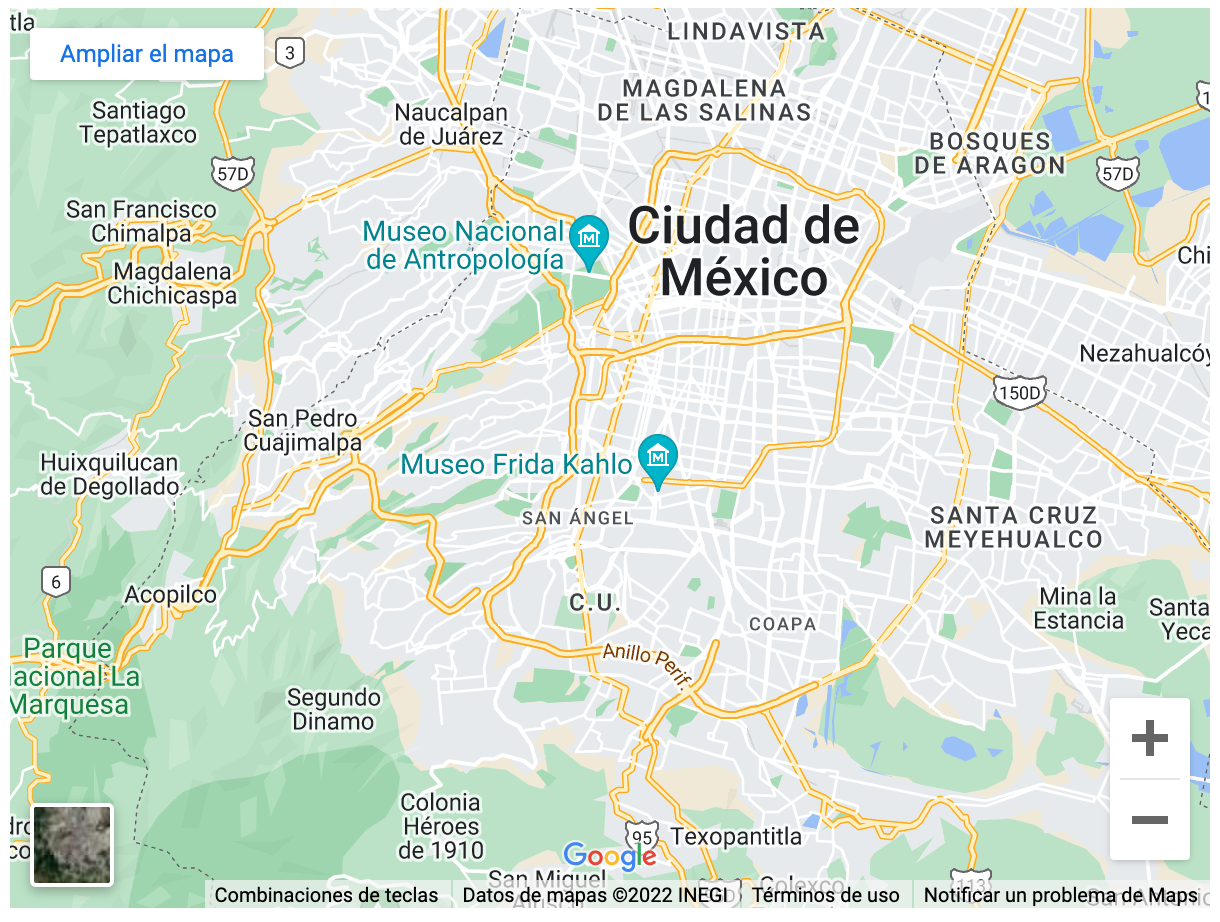 tla
LINDAVISTA
Ampliar el mapa
3
MAGDALENA
DE LAS SALINAS
Santiago
Tepatlaxco
Naucalpan
de Juárez
BOSQUES
DE ARAGON
57D
57D
San Francisco
Chimalpa
Museo Nacional
de Antropología
Ciudad de
México
Magdalena
Chichicaspa
Chi
Nezahualcóy
150D
San Pedro
Cuajimalpa
Museo Frida Kahlo
Huixquilucan
de Degollado
SAN ÁNGEL
SANTA CRUZ
MEYEHUALCO
6
Acopilco
C.U.
Mina la
Estancia
Santa
Yeca
COAPA
Parque
acional La
Marquesa
Anillo Perif.
Segundo
Dinamo
Colonia
Héroes
de 1910
95
Texopantitla
Google
San Miguel
113
Combinaciones de teclas
Datos de mapas ©2022 INEGI
Términos de uso
Notificar un problema de Maps